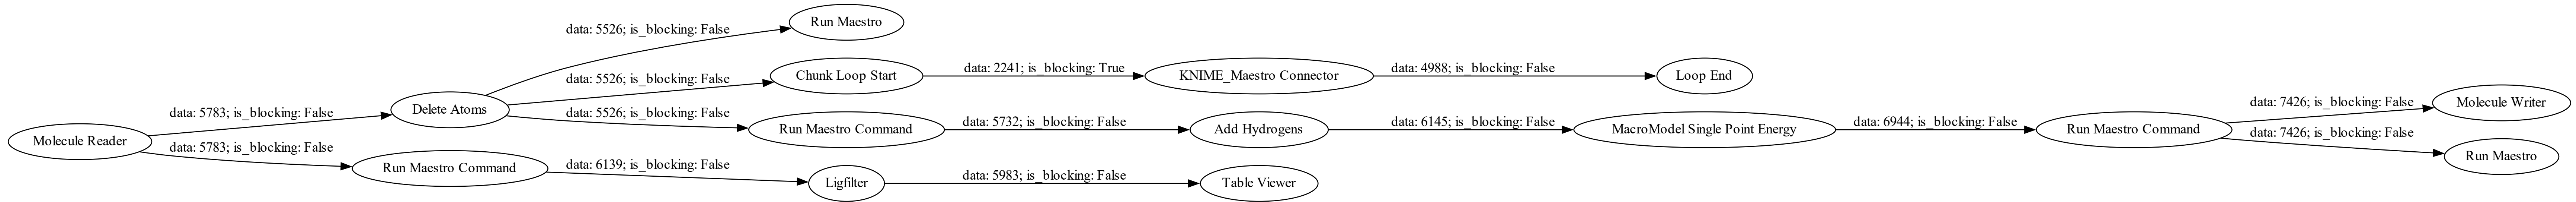 Run Maestro
data: 5526; is_blocking: False
Chunk Loop Start
data: 2241; is_blocking: True
KNIME_Maestro Connector
data: 4988; is_blocking: False
Loop End
data: 5526; is_blocking: False
Molecule Writer
data: 7426; is_blocking: False
Delete Atoms
data: 5783; is_blocking: False
data: 5526; is_blocking: False
Run Maestro Command
data: 5732; is_blocking: False
Add Hydrogens
data: 6145; is_blocking: False
MacroModel Single Point Energy
data: 6944; is_blocking: False
Run Maestro Command
data: 7426; is_blocking: False
Molecule Reader
data: 5783; is_blocking: False
Run Maestro
Run Maestro Command
data: 6139; is_blocking: False
Ligfilter
data: 5983; is_blocking: False
Table Viewer